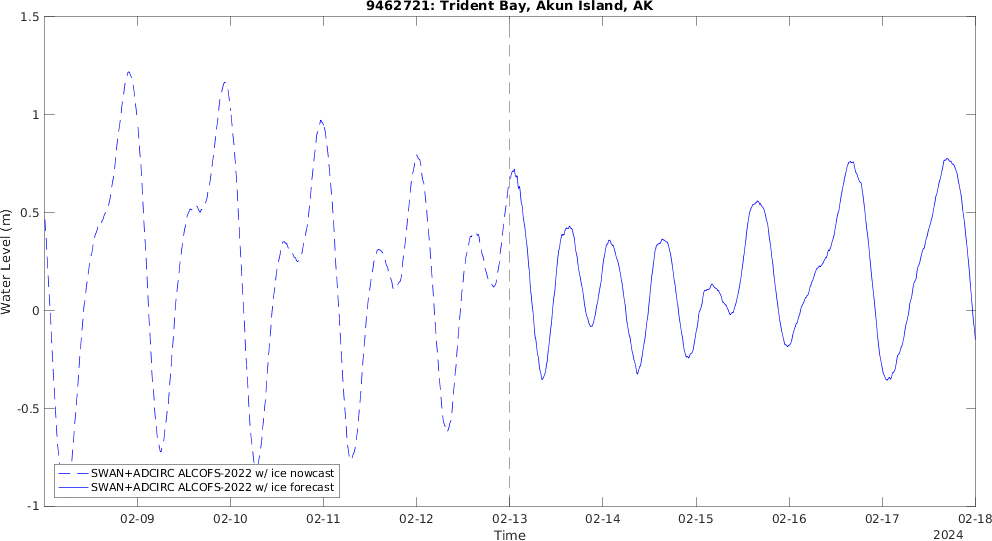 9462721: Trident Bay, Akun Island, AK
1.5
1
0.5
0
-0.5
-1
Water Level (m)
SWAN+ADCIRC ALCOFS-2022 w/ ice nowcast
SWAN+ADCIRC ALCOFS-2022 w/ ice forecast
02-09 02-10 02-11 02-12 02-13 02-14 02-15 02-16 02-17 02-18
Time
2024